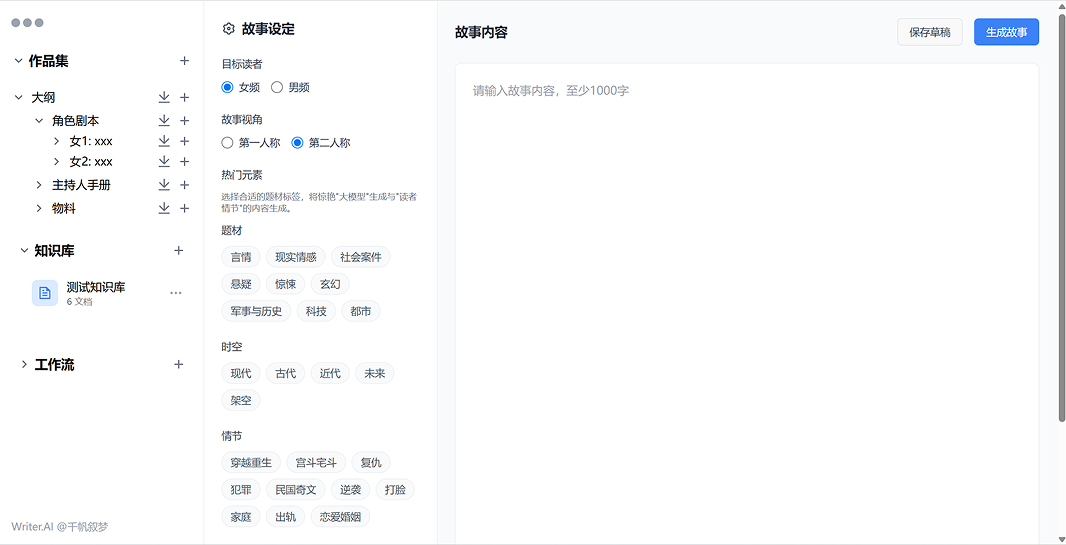 作品集
大纲
角色剧本
女1: xxx
女2: xxx
主持人手册
物料
知识库
测试知识库
6 文档
工作流
Writer.AI @千帆叙梦
故事设定
目标读者
女频 男频
故事视角
第一人称 第二人称
热门元素
选择合适的题材标签，将惊艳"大模型"生成与"读者
情节"的内容生成。
题材
言情 现实情感 社会案件
悬疑 惊悚 玄幻
军事与历史 科技 都市
时空
现代 古代 近代 未来
架空
情节
穿越重生 宫斗宅斗 复仇
犯罪 民国奇文 逆袭 打脸
家庭 出轨 恋爱婚姻
故事内容
保存草稿 生成故事
请输入故事内容，至少1000字